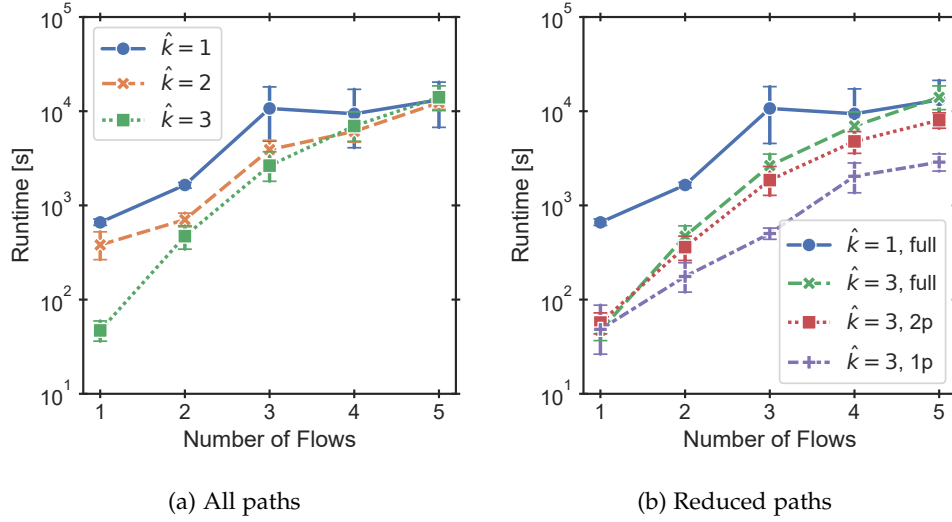 10^5
10^4
10^3
10^2
10^1
Runtime [s]
k̂ = 1
k̂ = 2
k̂ = 3
1 2 3 4 5
Number of Flows
(a) All paths
10^5
10^4
10^3
10^2
10^1
Runtime [s]
k̂ = 1, full
k̂ = 3, full
k̂ = 3, 2p
k̂ = 3, 1p
1 2 3 4 5
Number of Flows
(b) Reduced paths